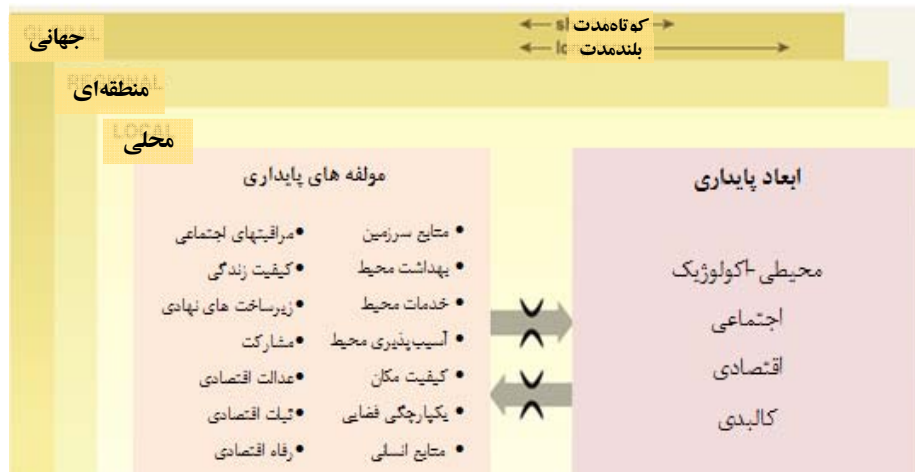 کوتاه‌مدت
بلندمدت
جهانی
منطقه‌ای
REGIONAL
محلی
LOCAL
ابعاد پایداری
محیطی-اکولوژیک
اجتماعی
اقتصادی
کالبدی
مولفه های پایداری
• منابع سرزمین
• بهداشت محیط
• خدمات محیط
• آسیب‌پذیری محیط
• کیفیت مکان
• یکپارچگی فضایی
• منابع انسانی
•مراقبتهای اجتماعی
•کیفیت زندگی
•زیرساخت های نهادی
•مشارکت
•عدالت اقتصادی
•ثبات اقتصادی
•رفاه اقتصادی